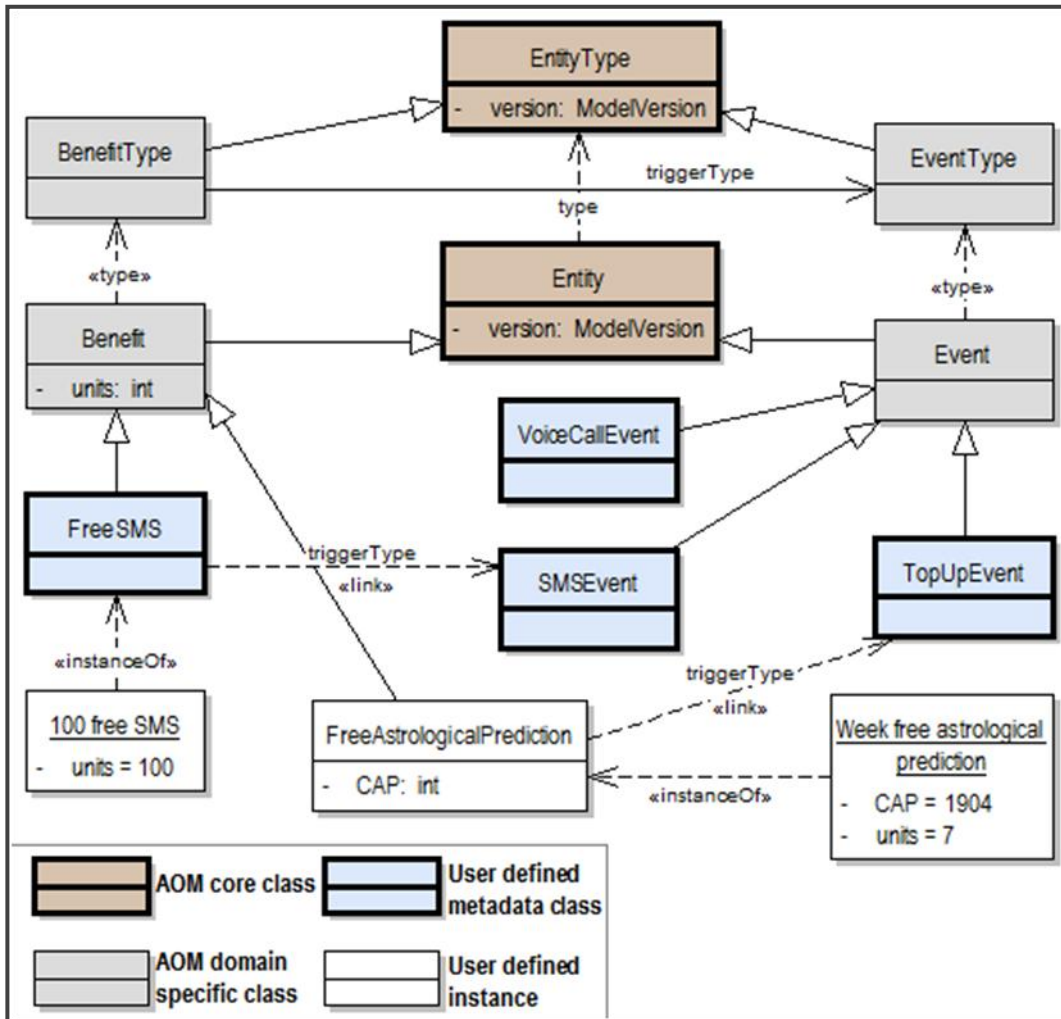 EntityType
- version: ModelVersion
BenefitType
EventType
triggerType
type
«type»
«type»
Entity
- version: ModelVersion
Benefit
- units: int
Event
VoiceCallEvent
FreeSMS
triggerType
«link»
SMSEvent
TopUpEvent
«instanceOf»
triggerType
«link»
100 free SMS
- units = 100
FreeAstrologicalPrediction
- CAP: int
«instanceOf»
Week free astrological
prediction
- CAP = 1904
- units = 7
AOM core class
User defined
metadata class
AOM domain
specific class
User defined
instance